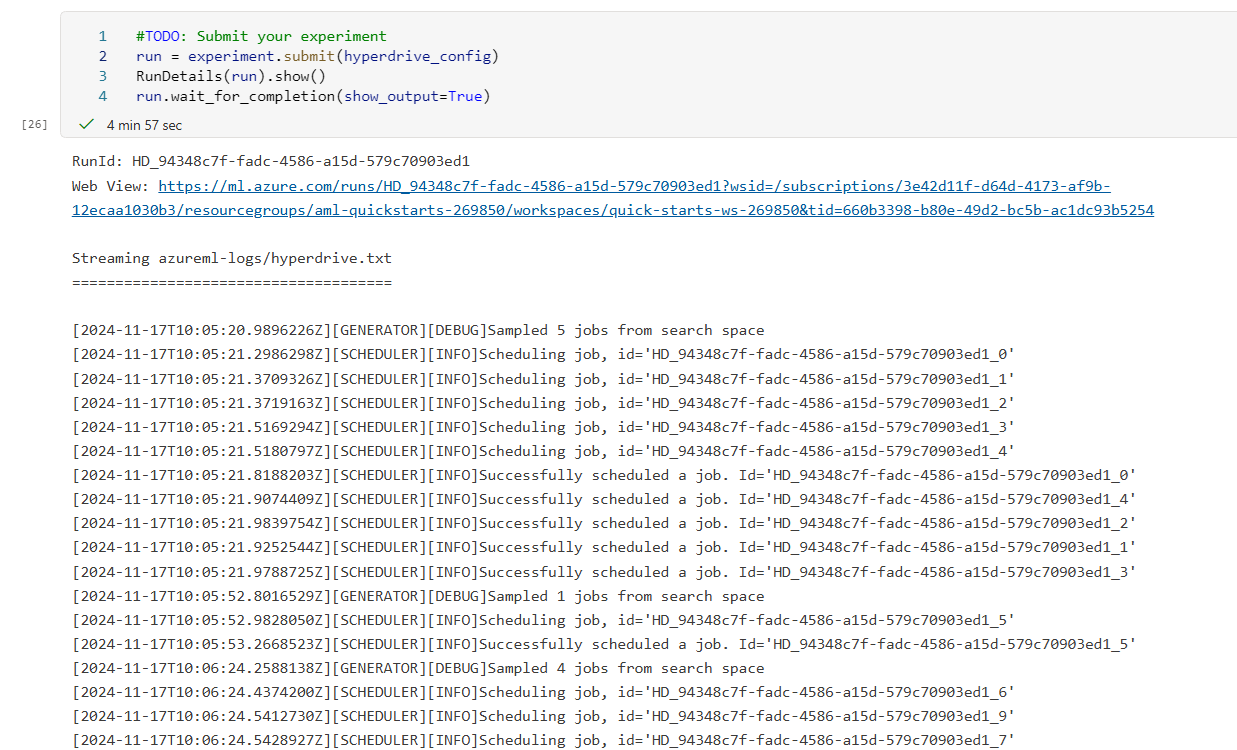 1 #TODO: Submit your experiment
2 run = experiment.submit(hyperdrive_config)
3 RunDetails(run).show()
4 run.wait_for_completion(show_output=True)
[26] 4 min 57 sec
RunId: HD_94348c7f-fadc-4586-a15d-579c70903ed1
Web View: https://ml.azure.com/runs/HD_94348c7f-fadc-4586-a15d-579c70903ed1?wsid=/subscriptions/3e42d11f-d64d-4173-af9b-
12ecaa1030b3/resourcegroups/aml-quickstarts-269850/workspaces/quick-starts-ws-269850&tid=660b3398-b80e-49d2-bc5b-ac1dc93b5254
Streaming azureml-logs/hyperdrive.txt
=====================================
[2024-11-17T10:05:20.9896226Z][GENERATOR][DEBUG]Sampled 5 jobs from search space
[2024-11-17T10:05:21.2986298Z][SCHEDULER][INFO]Scheduling job, id='HD_94348c7f-fadc-4586-a15d-579c70903ed1_0'
[2024-11-17T10:05:21.3709326Z][SCHEDULER][INFO]Scheduling job, id='HD_94348c7f-fadc-4586-a15d-579c70903ed1_1'
[2024-11-17T10:05:21.3719163Z][SCHEDULER][INFO]Scheduling job, id='HD_94348c7f-fadc-4586-a15d-579c70903ed1_2'
[2024-11-17T10:05:21.5169294Z][SCHEDULER][INFO]Scheduling job, id='HD_94348c7f-fadc-4586-a15d-579c70903ed1_3'
[2024-11-17T10:05:21.5180797Z][SCHEDULER][INFO]Scheduling job, id='HD_94348c7f-fadc-4586-a15d-579c70903ed1_4'
[2024-11-17T10:05:21.8188203Z][SCHEDULER][INFO]Successfully scheduled a job. Id='HD_94348c7f-fadc-4586-a15d-579c70903ed1_0'
[2024-11-17T10:05:21.9074409Z][SCHEDULER][INFO]Successfully scheduled a job. Id='HD_94348c7f-fadc-4586-a15d-579c70903ed1_4'
[2024-11-17T10:05:21.9839754Z][SCHEDULER][INFO]Successfully scheduled a job. Id='HD_94348c7f-fadc-4586-a15d-579c70903ed1_2'
[2024-11-17T10:05:21.9252544Z][SCHEDULER][INFO]Successfully scheduled a job. Id='HD_94348c7f-fadc-4586-a15d-579c70903ed1_1'
[2024-11-17T10:05:21.9788725Z][SCHEDULER][INFO]Successfully scheduled a job. Id='HD_94348c7f-fadc-4586-a15d-579c70903ed1_3'
[2024-11-17T10:05:52.8016529Z][GENERATOR][DEBUG]Sampled 1 jobs from search space
[2024-11-17T10:05:52.9828050Z][SCHEDULER][INFO]Scheduling job, id='HD_94348c7f-fadc-4586-a15d-579c70903ed1_5'
[2024-11-17T10:05:53.2668523Z][SCHEDULER][INFO]Successfully scheduled a job. Id='HD_94348c7f-fadc-4586-a15d-579c70903ed1_5'
[2024-11-17T10:06:24.2588138Z][GENERATOR][DEBUG]Sampled 4 jobs from search space
[2024-11-17T10:06:24.4374200Z][SCHEDULER][INFO]Scheduling job, id='HD_94348c7f-fadc-4586-a15d-579c70903ed1_6'
[2024-11-17T10:06:24.5412730Z][SCHEDULER][INFO]Scheduling job, id='HD_94348c7f-fadc-4586-a15d-579c70903ed1_9'
[2024-11-17T10:06:24.5428927Z][SCHEDULER][INFO]Scheduling job, id='HD_94348c7f-fadc-4586-a15d-579c70903ed1_7'